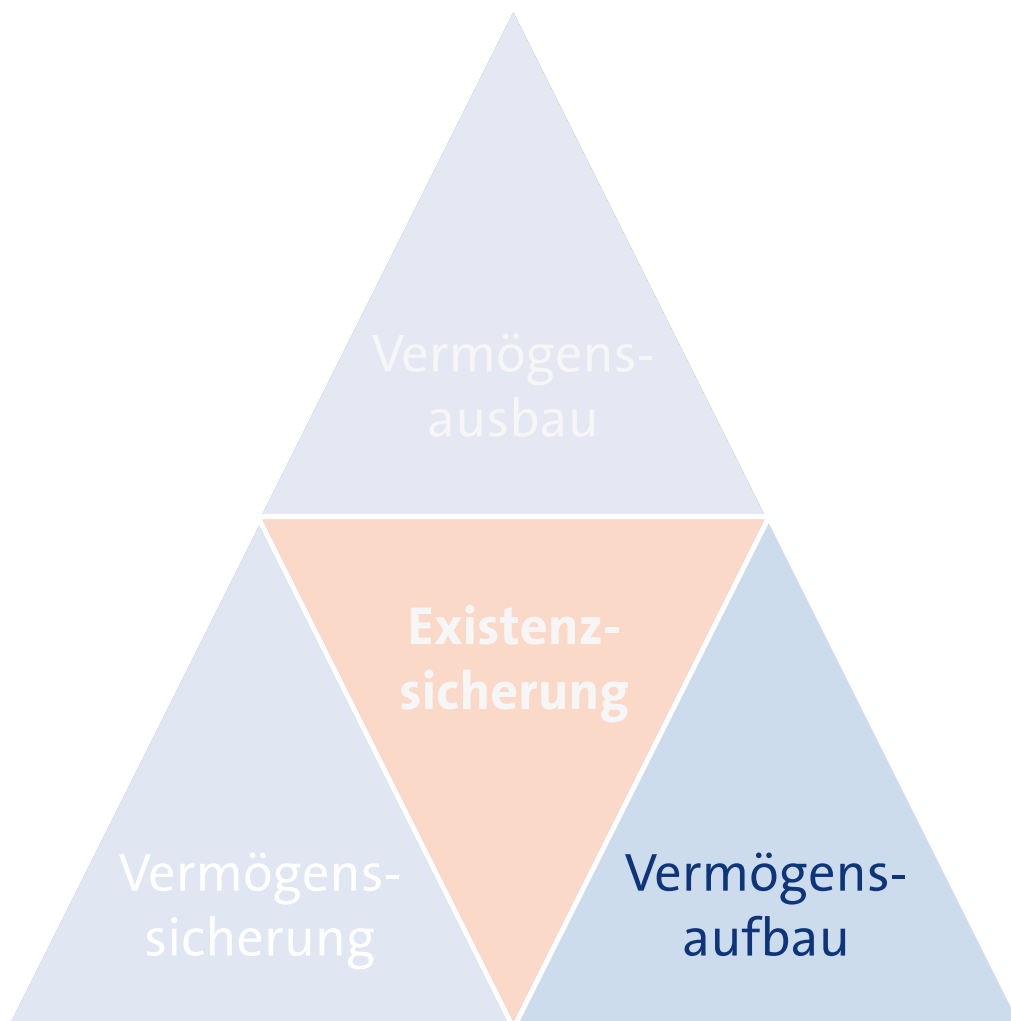 Vermögens-
ausbau
Existenz-
sicherung
Vermögens-
sicherung
Vermögens-
aufbau